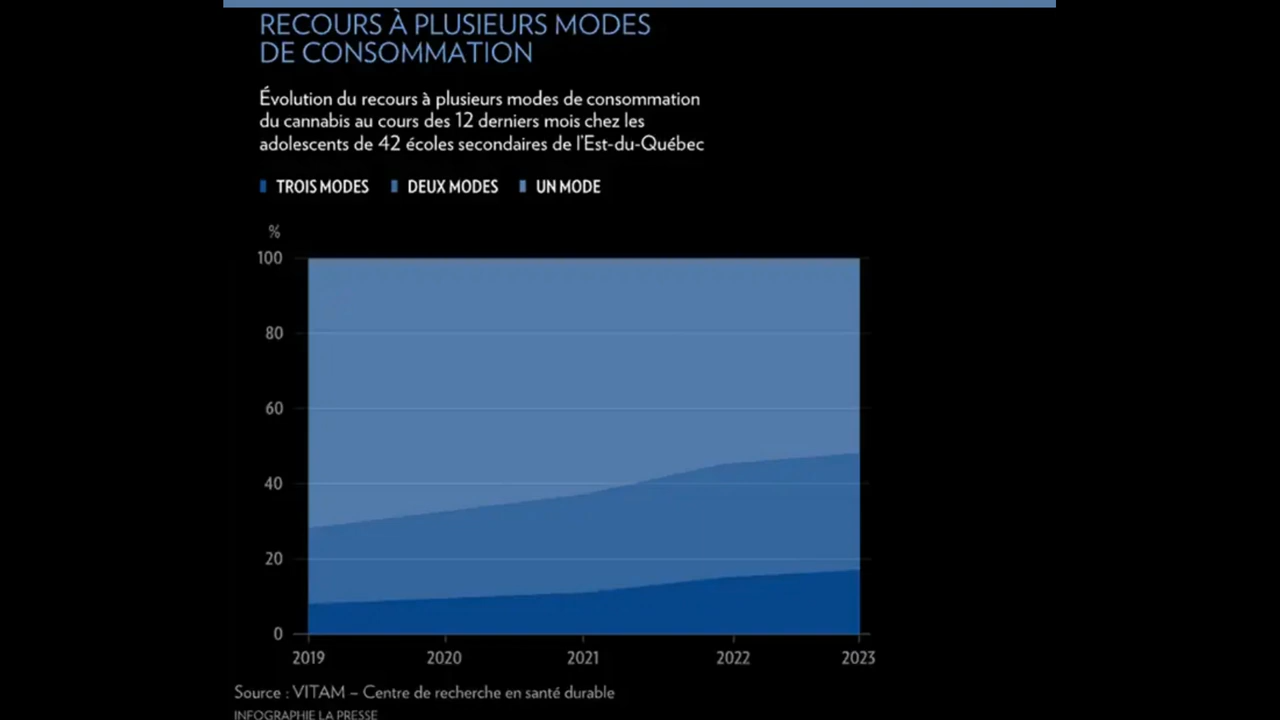 RECOURS À PLUSIEURS MODES
DE CONSOMMATION
Évolution du recours à plusieurs modes de consommation
du cannabis au cours des 12 derniers mois chez les
adolescents de 42 écoles secondaires de l'Est-du-Québec
TROIS MODES DEUX MODES UN MODE
%
100
80
60
40
20
0
2019 2020 2021 2022 2023
Source : VITAM – Centre de recherche en santé durable
INFOGRAPHIE LA PRESSE